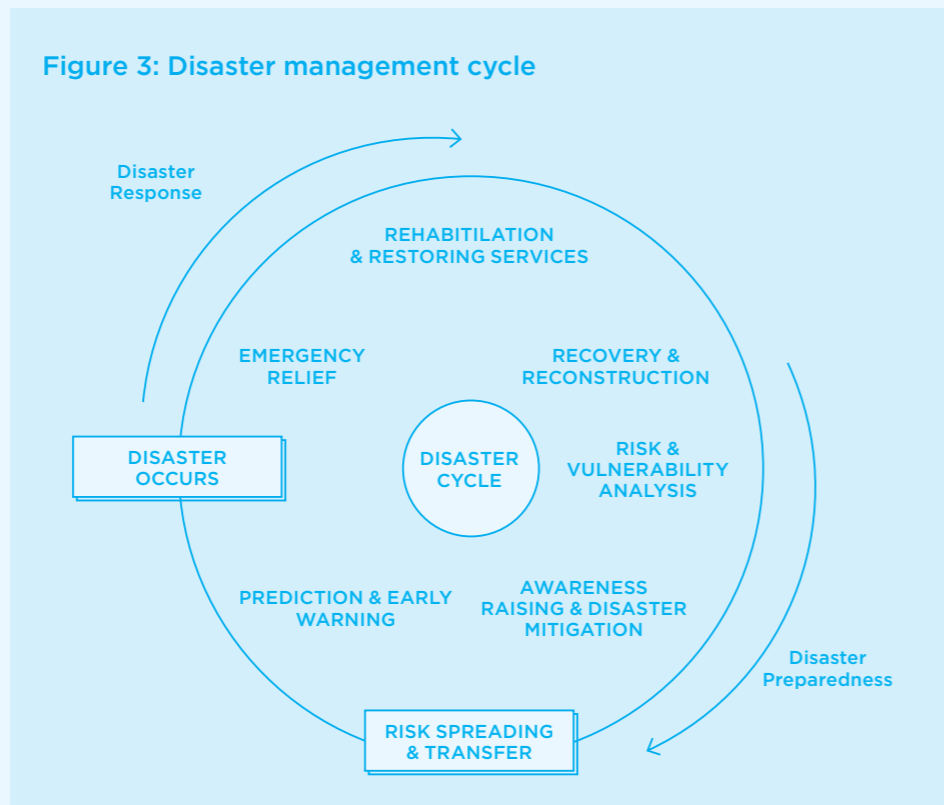 Figure 3: Disaster management cycle
Disaster
Response
REHABITILATION
& RESTORING SERVICES
EMERGENCY
RELIEF
RECOVERY &
RECONSTRUCTION
DISASTER
OCCURS
DISASTER
CYCLE
RISK &
VULNERABILITY
ANALYSIS
PREDICTION & EARLY
WARNING
AWARENESS
RAISING & DISASTER
MITIGATION
Disaster
Preparedness
RISK SPREADING
& TRANSFER